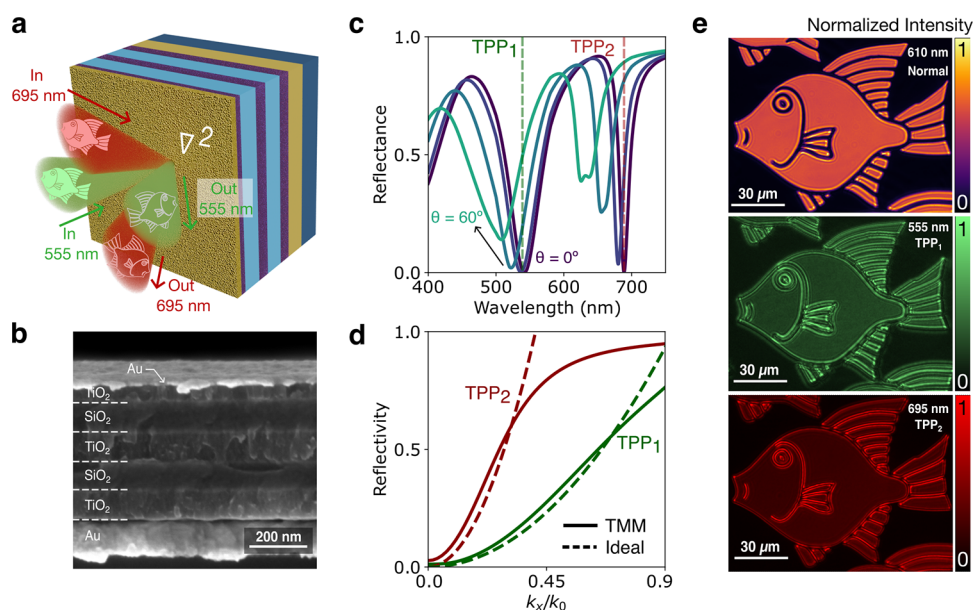 a
In
695 nm
∇2
In
555 nm
Out
555 nm
Out
695 nm
b
Au
TiO2
SiO2
TiO2
SiO2
TiO2
Au
200 nm
c
TPP1
TPP2
1.0
0.5
0.0
Reflectance
θ = 60º
θ = 0º
400
500
600
700
Wavelength (nm)
d
1.0
0.5
0.0
Reflectivity
TPP2
TPP1
TMM
Ideal
0.0
0.45
0.9
kx/k0
e
Normalized Intensity
610 nm
Normal
30 µm
1
0
555 nm
TPP1
30 µm
1
0
695 nm
TPP2
30 µm
1
0